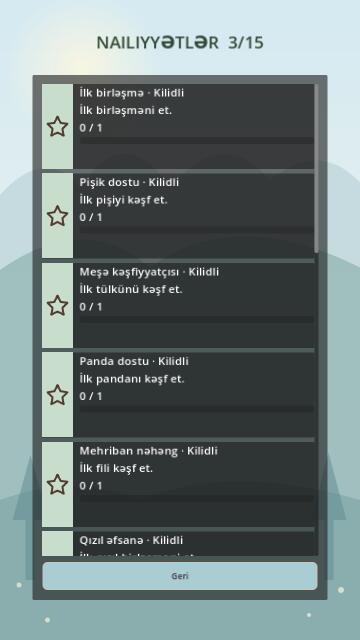 NAILIYYƏTLƏR 3/15
İlk birləşmə · Kilidli
İlk birləşməni et.
0 / 1
Pişik dostu · Kilidli
İlk pişiyi kəşf et.
0 / 1
Meşə kəşfiyyatçısı · Kilidli
İlk tülkünü kəşf et.
0 / 1
Panda dostu · Kilidli
İlk pandanı kəşf et.
0 / 1
Mehriban nəhəng · Kilidli
İlk fili kəşf et.
0 / 1
Qızıl əfsanə · Kilidli
Geri